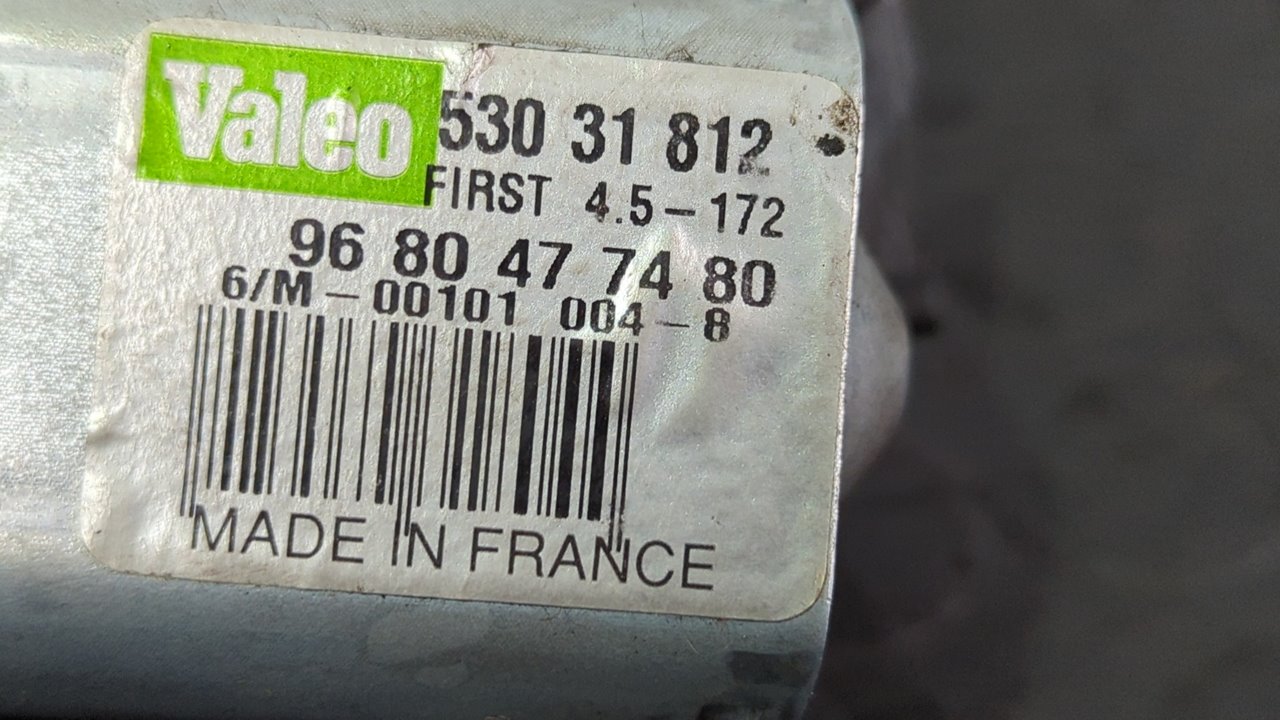 Valeo 530 31 812
FIRST 4.5-172
96 80 47 74 80
6/M-00101 004-8
MADE IN FRANCE